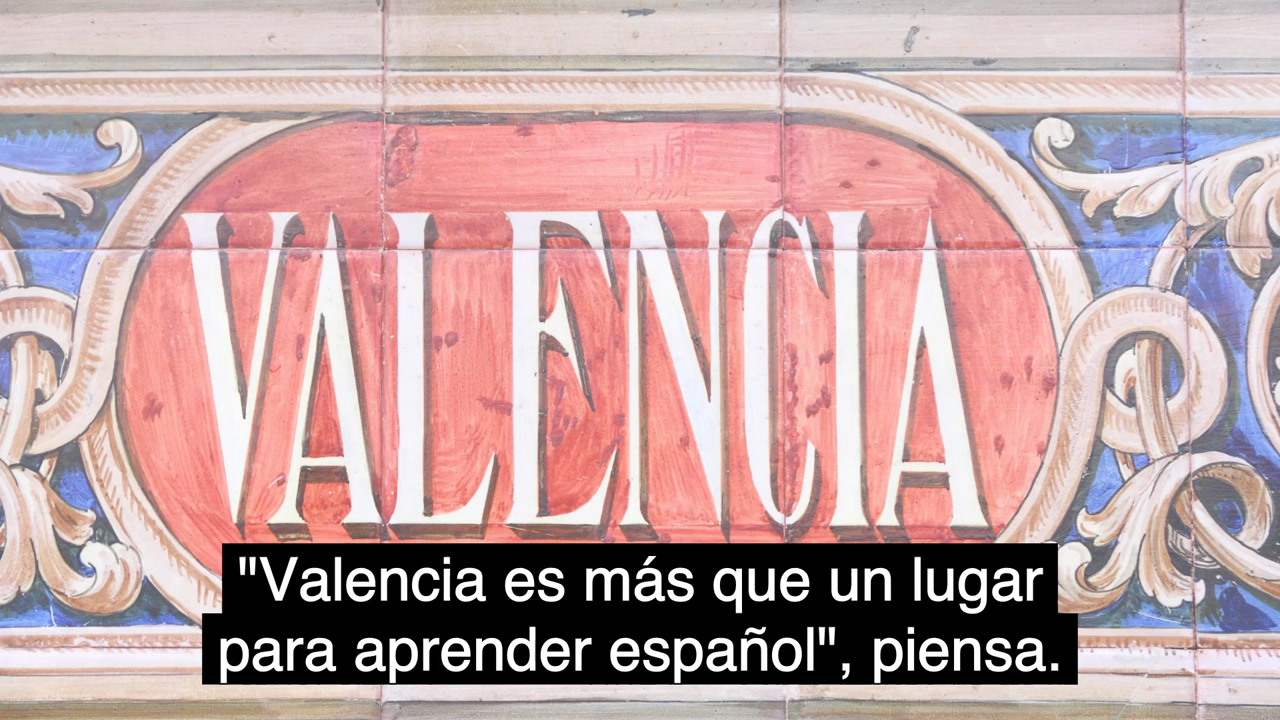 VALENCIA
"Valencia es más que un lugar
para aprender español", piensa.